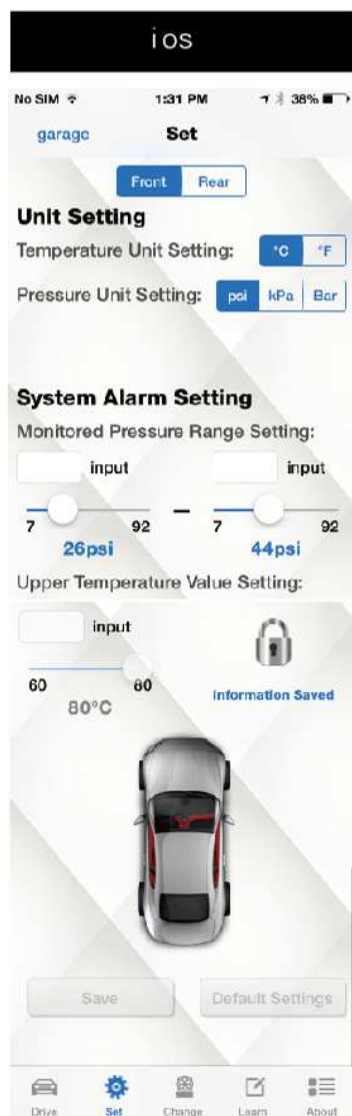 ios
No SIM 1:31 PM 38%
garage Set
Front Rear
Unit Setting
Temperature Unit Setting: °C °F
Pressure Unit Setting: psi kPa Bar
System Alarm Setting
Monitored Pressure Range Setting:
input input
7 92 – 7 92
26psi 44psi
Upper Temperature Value Setting:
input
60 80
80°C
Information Saved
Save Default Settings
Drive Set Change Learn About